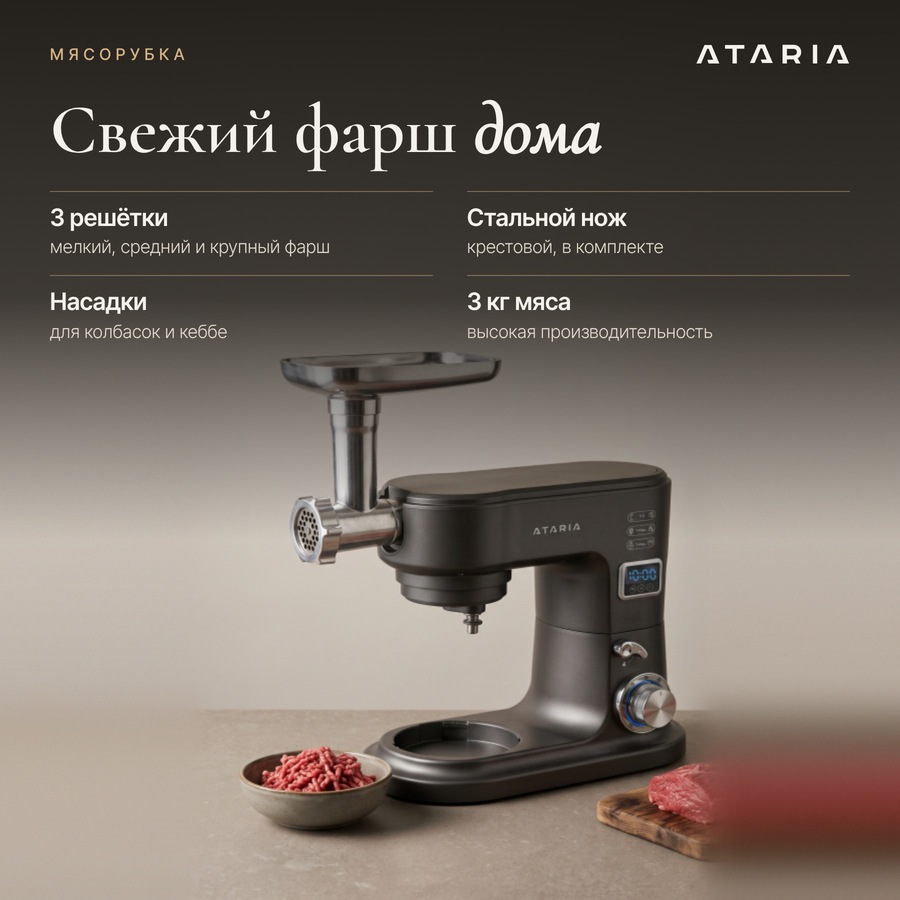 МЯСОРУБКА
ATARIA
Свежий фарш дома
3 решётки
мелкий, средний и крупный фарш
Стальной нож
крестовой, в комплекте
Насадки
для колбасок и кеббе
3 кг мяса
высокая производительность
ATARIA
10:00